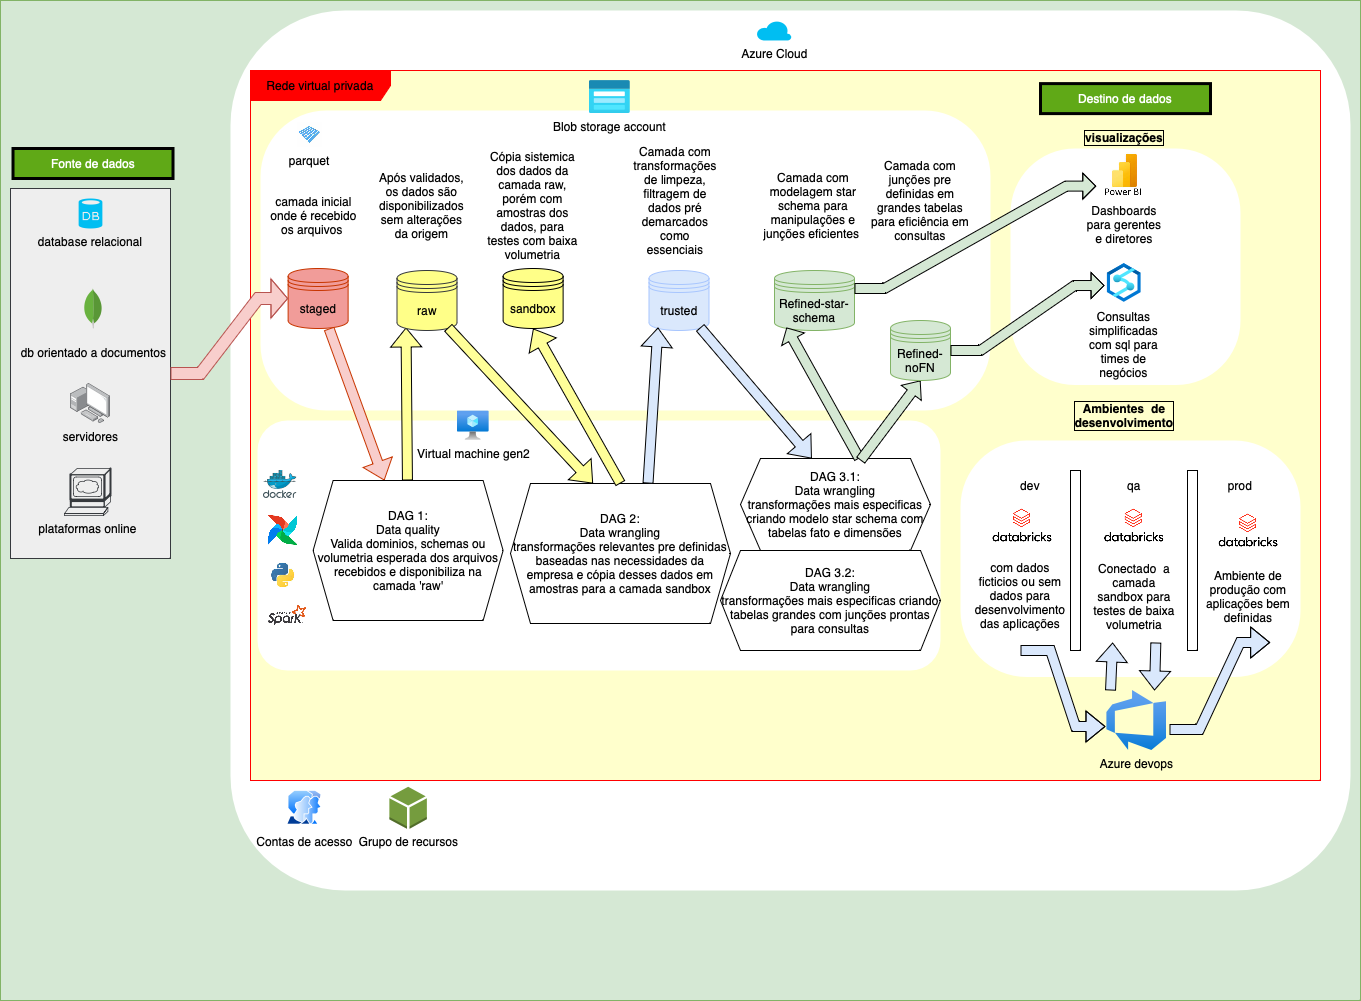 Azure Cloud
Rede virtual privada
Blob storage account
Destino de dados
Fonte de dados
DB
database relacional
db orientado a documentos
servidores
plataformas online
parquet
camada inicial
onde é recebido
os arquivos
Após validados,
os dados são
disponibilizados
sem alterações
da origem
Cópia sistemica
dos dados da
camada raw,
porém com
amostras dos
dados, para
testes com baixa
volumetria
Camada com
transformações
de limpeza,
filtragem de
dados pré
demarcados
como
essenciais
Camada com
modelagem star
schema para
manipulações e
junções eficientes
Camada com
junções pre
definidas em
grandes tabelas
para eficiência em
consultas
staged
raw
sandbox
trusted
Refined-star-
schema
Refined-
noFN
visualizações
Power BI
Dashboards
para gerentes
e diretores
Consultas
simplificadas
com sql para
times de
negócios
Virtual machine gen2
docker
Spark
DAG 1:
Data quality
Valida dominios, schemas ou
volumetria esperada dos arquivos
recebidos e disponibiliza na
camada 'raw'
DAG 2:
Data wrangling
transformações relevantes pre definidas
baseadas nas necesidades da
empresa e cópia desses dados em
amostras para a camada sandbox
DAG 3.1:
Data wrangling
transformações mais especificas
criando modelo star schema com
tabelas fato e dimensões
DAG 3.2:
Data wrangling
transformações mais especificas criando
tabelas grandes com junções prontas
para consultas
Ambientes de
desenvolvimento
dev
databricks
com dados
ficticios ou sem
dados para
desenvolvimento
das aplicações
qa
databricks
Conectado a
camada
sandbox para
testes de baixa
volumetria
prod
databricks
Ambiente de
produção com
aplicações bem
definidas
Azure devops
Contas de acesso
Grupo de recursos